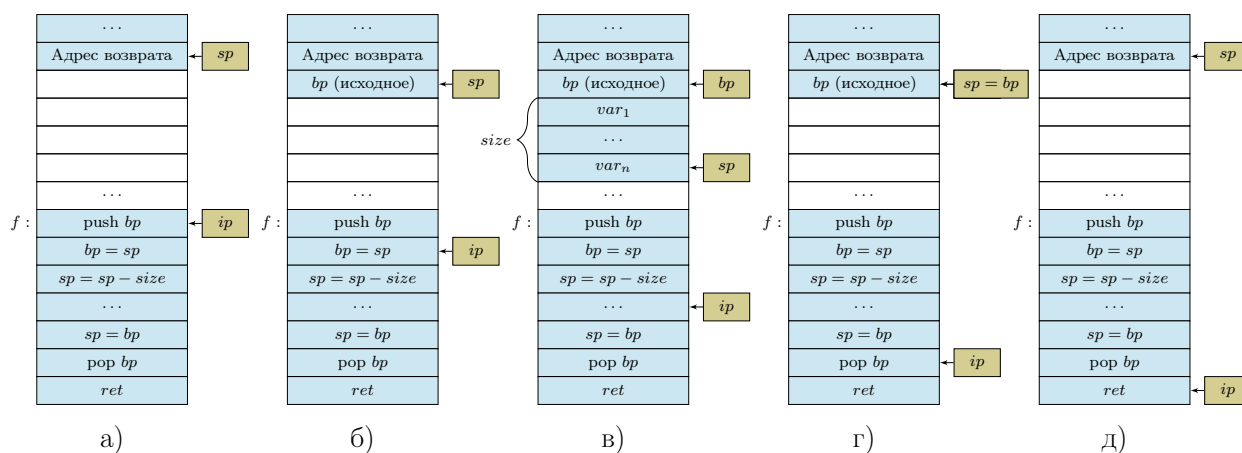 ...
Адрес возврата
sp
...
f :
push bp
ip
bp = sp
sp = sp − size
...
sp = bp
pop bp
ret
а)
...
Адрес возврата
bp (исходное)
sp
...
f :
push bp
bp = sp
ip
sp = sp − size
...
sp = bp
pop bp
ret
б)
...
Адрес возврата
bp (исходное)
bp
var1
size
...
varn
sp
...
f :
push bp
bp = sp
sp = sp − size
...
ip
sp = bp
pop bp
ret
в)
...
Адрес возврата
bp (исходное)
sp = bp
...
f :
push bp
bp = sp
sp = sp − size
...
sp = bp
pop bp
ip
ret
г)
...
Адрес возврата
sp
...
f :
push bp
bp = sp
sp = sp − size
...
sp = bp
pop bp
ret
ip
д)